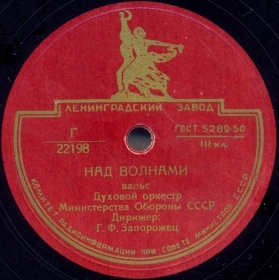 ЛЕНИНГРАДСКИЙ ЗАВОД
Г
22198
ГОСТ 5289-50
III кл.
НАД ВОЛНАМИ
вальс
Духовой оркестр
Министерства Обороны СССР
Дирижер:
Г. Ф. Запорожец
КОМИТЕТ РАДИОИНФОРМАЦИИ ПРИ СОВЕТЕ МИНИСТРОВ СССР